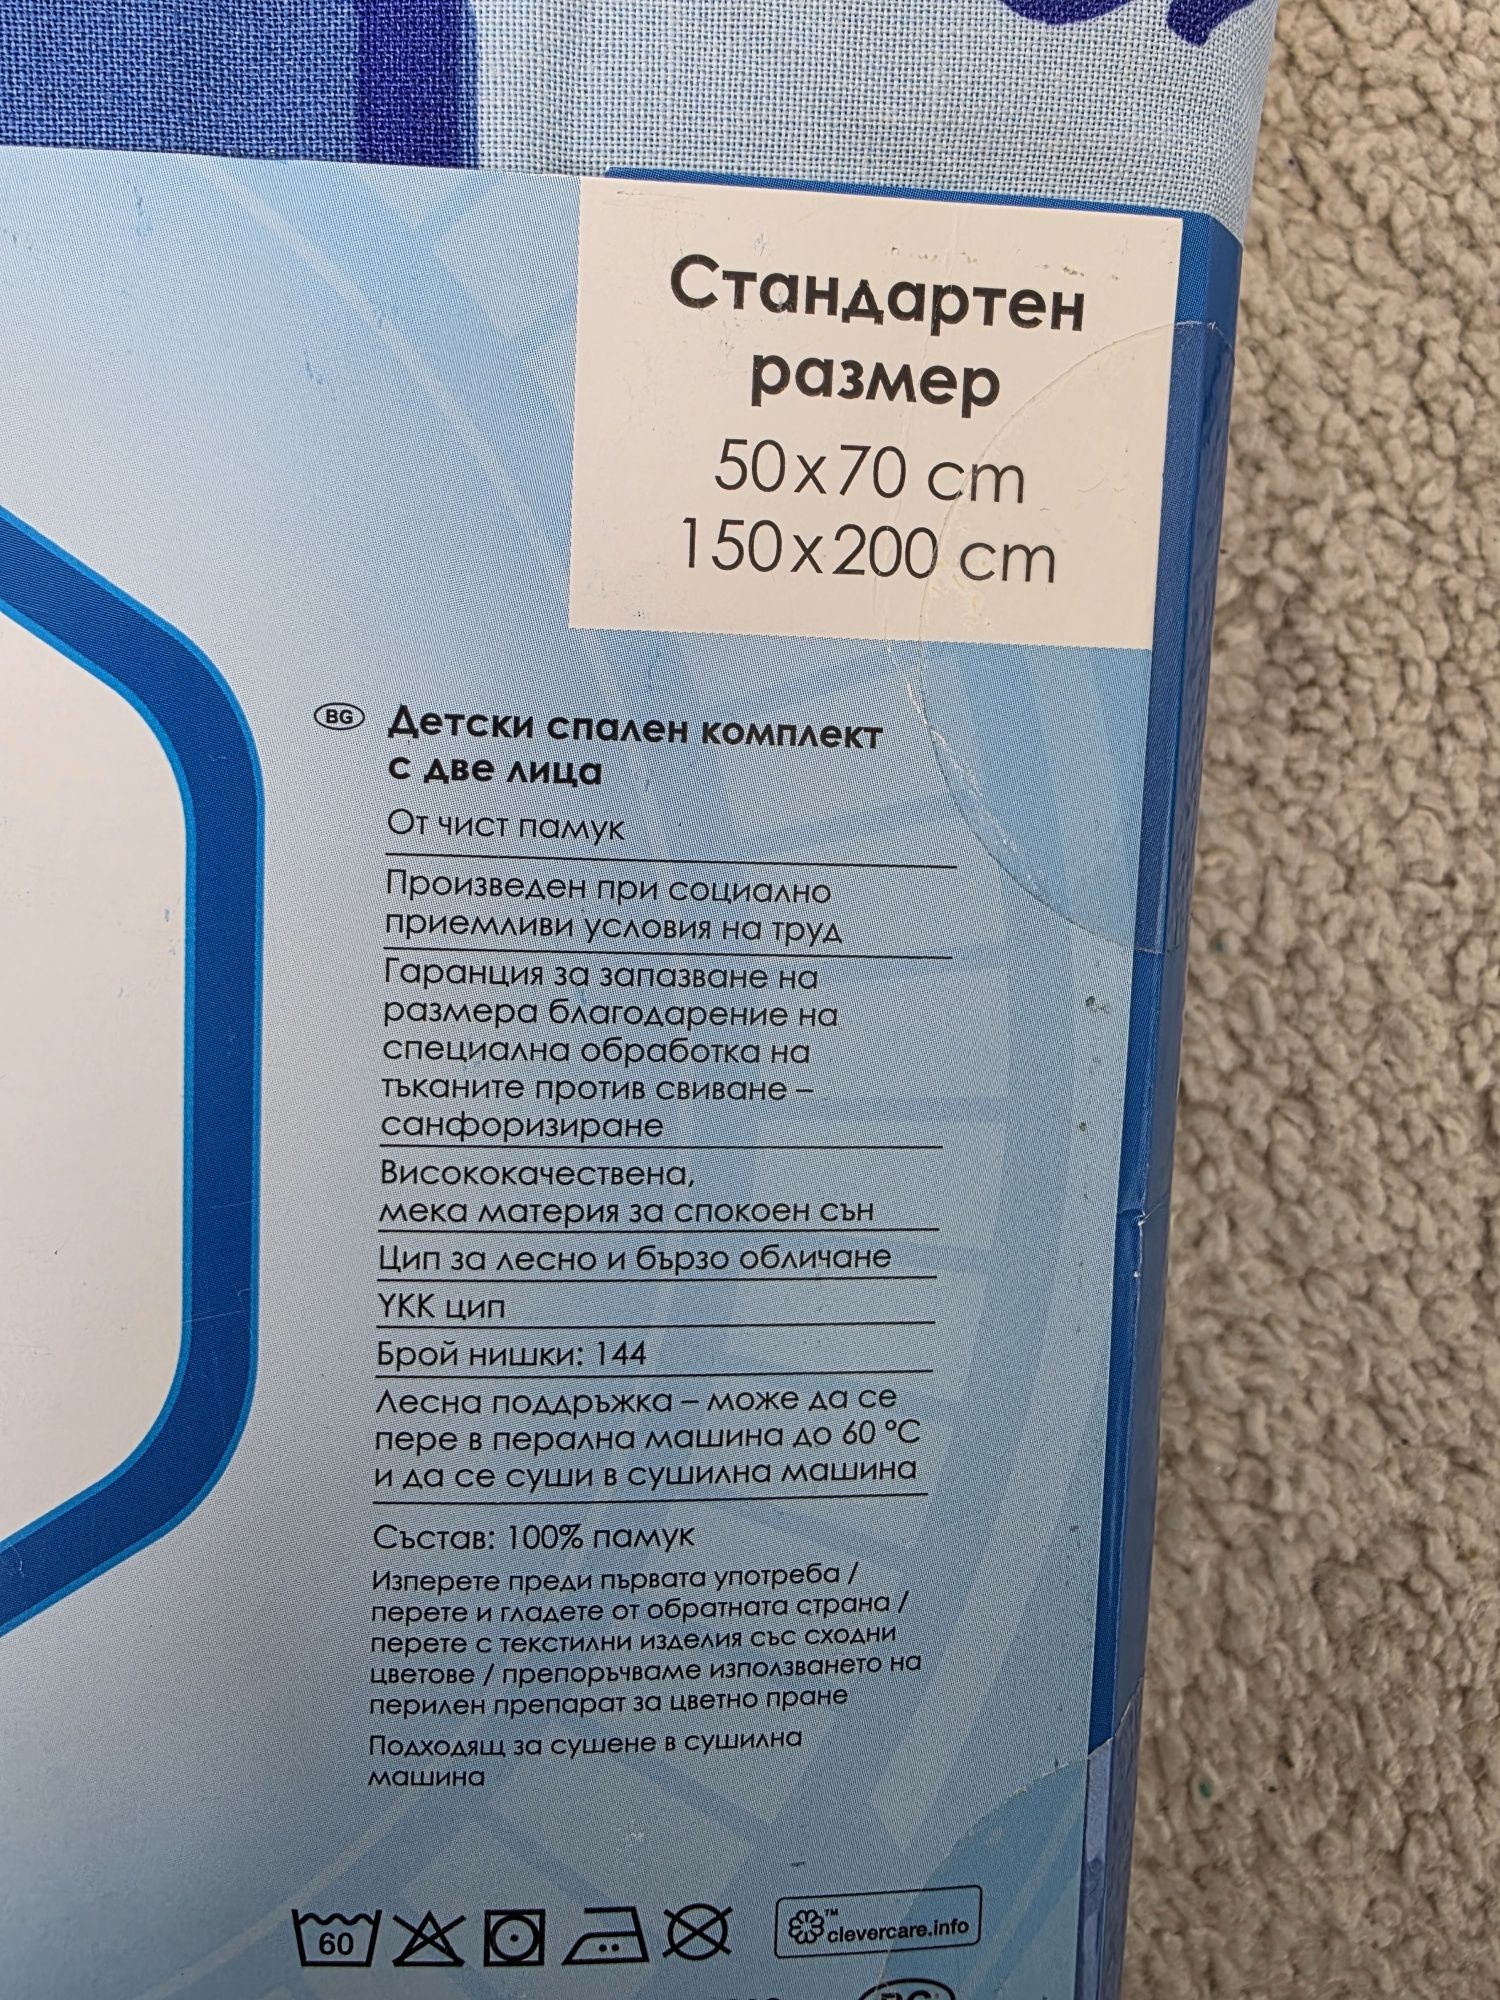 Стандартен
размер
50x70 cm
150x200 cm
BG Детски спален комплект
с две лица
От чист памук
Произведен при социално
приемливи условия на труд
Гаранция за запазване на
размера благодарение на
специална обработка на
тъканите против свиване –
санфоризиране
Висококачествена,
мека материя за спокоен сън
Цип за лесно и бързо обличане
YKK цип
Брой нишки: 144
Лесна поддръжка – може да се
пере в перална машина до 60 °C
и да се суши в сушилна машина
Състав: 100% памук
Изперете преди първата употреба /
перете и гладете от обратната страна /
перете с текстилни изделия със сходни
цветове / препоръчваме използването на
перилен препарат за цветно пране
Подходящ за сушене в сушилна
машина
60 ™ clevercare.info